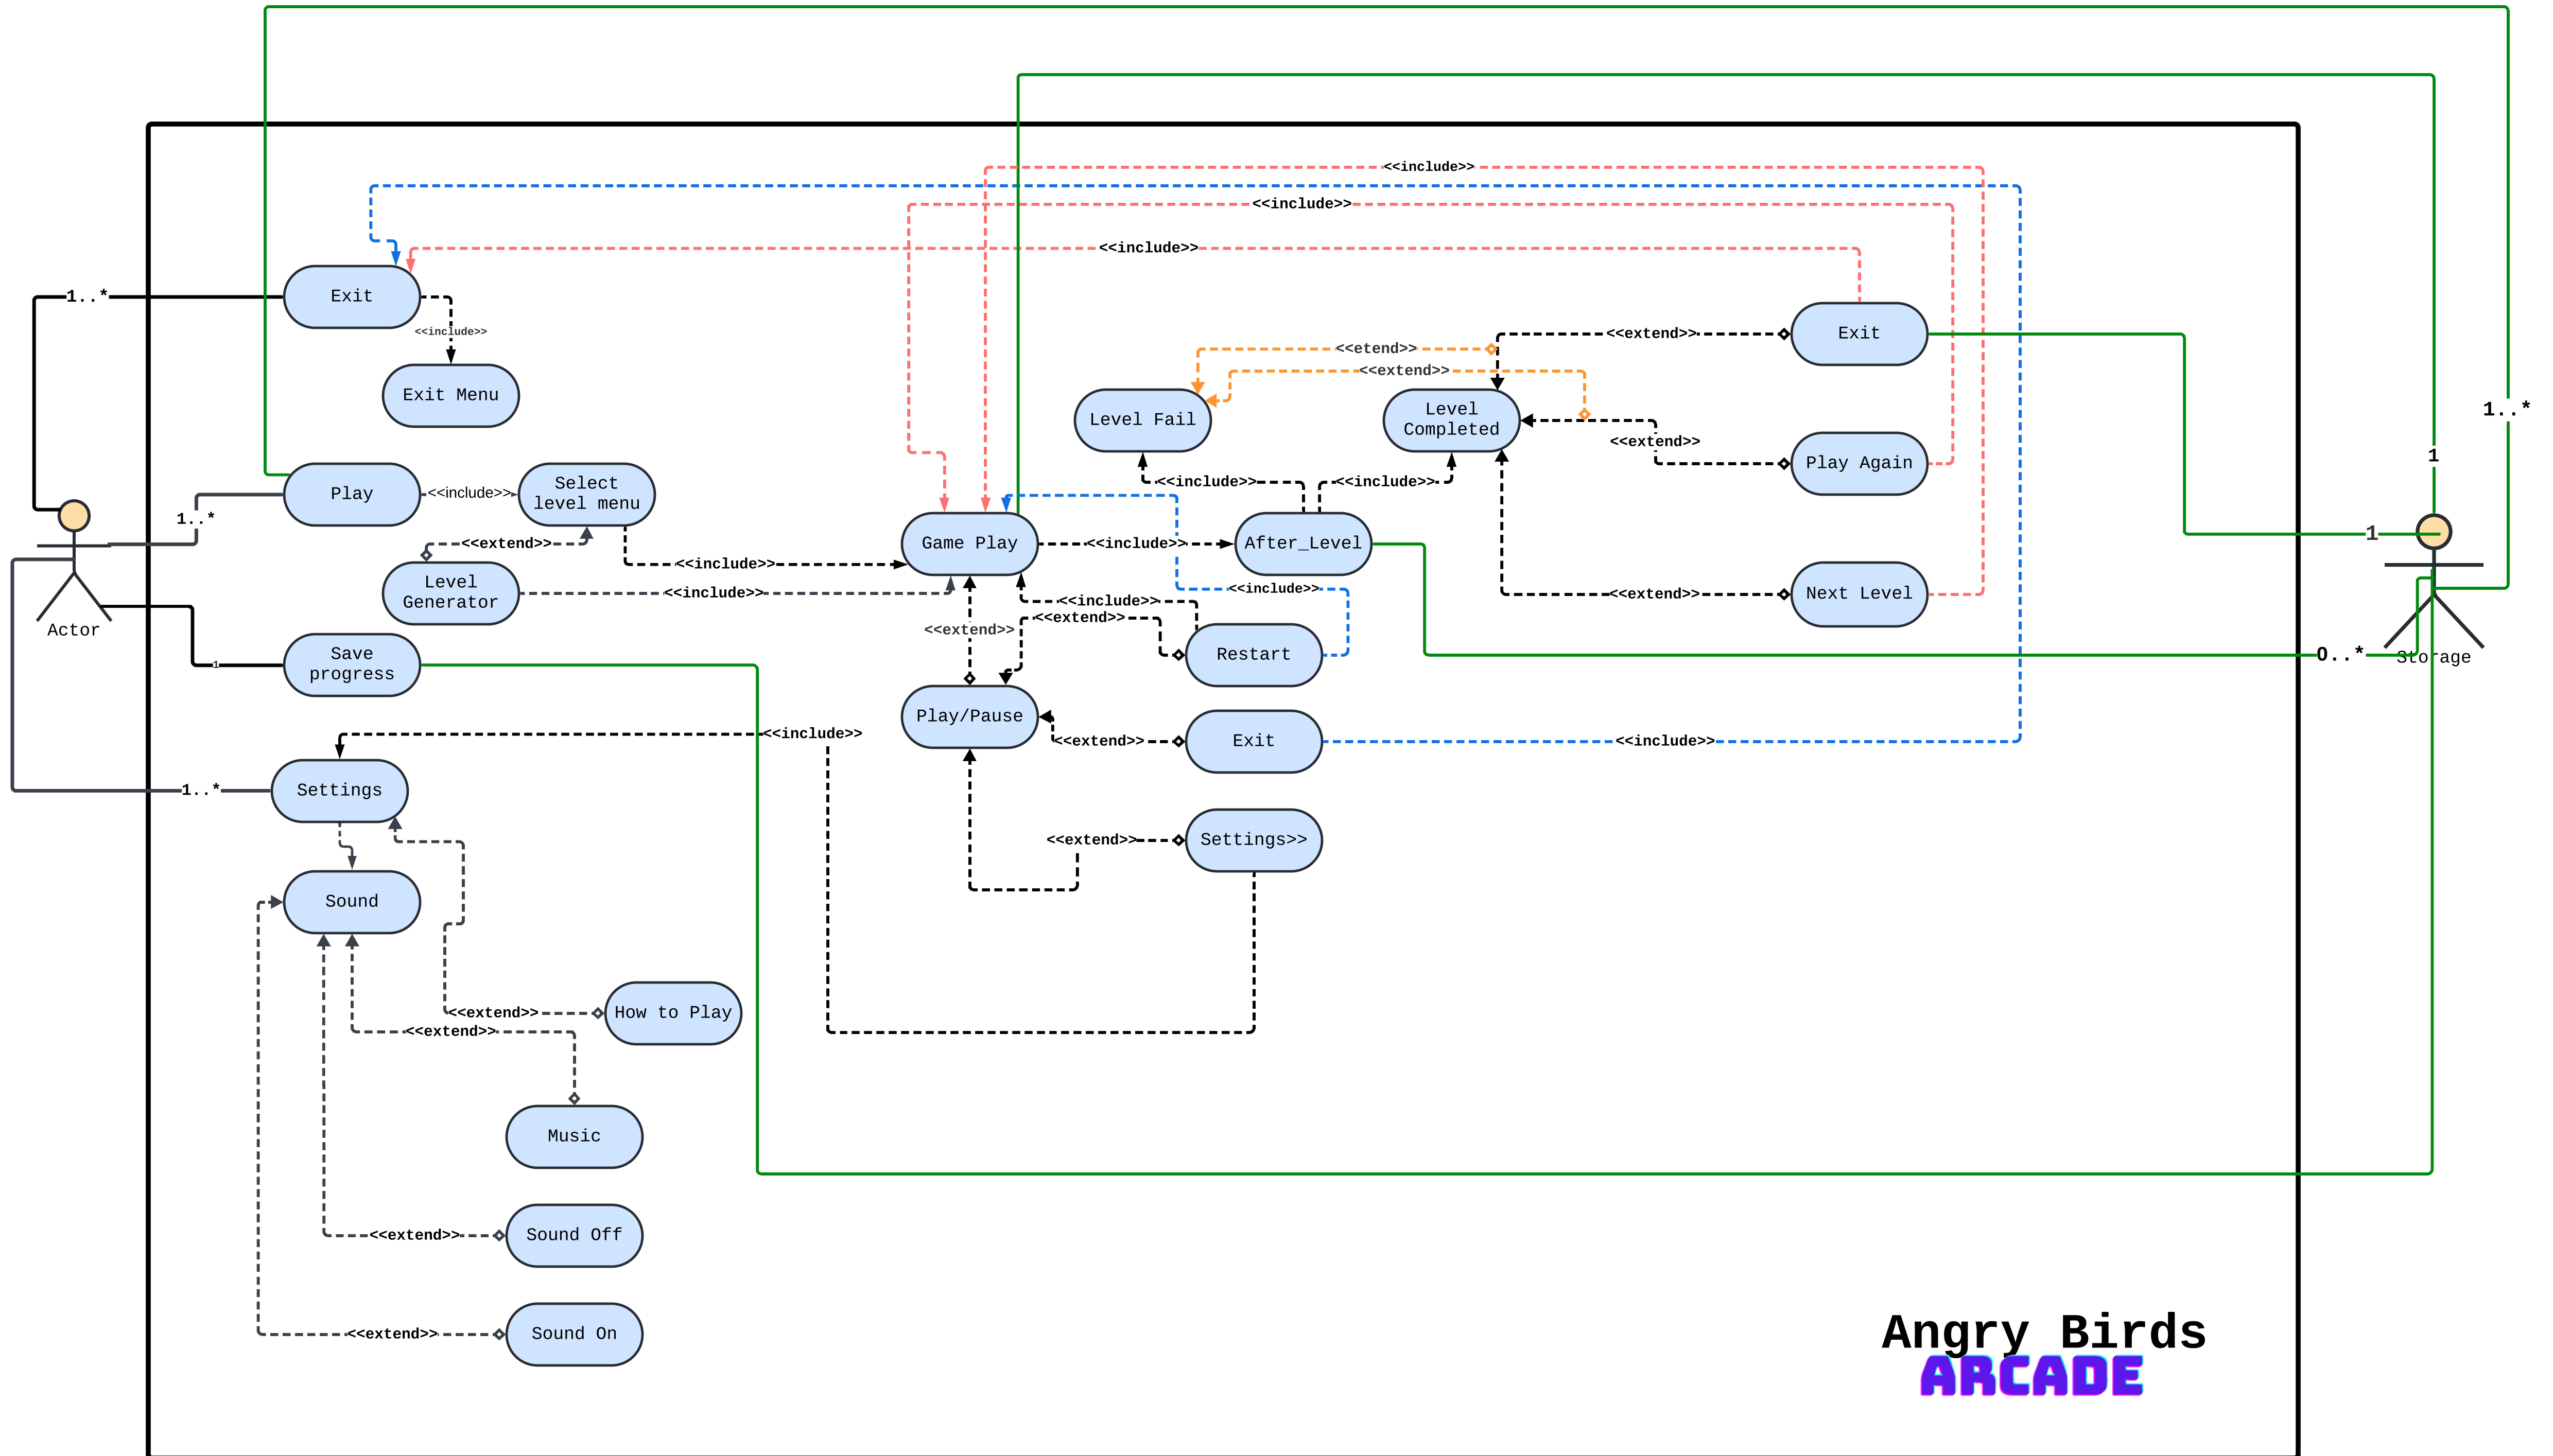 <<include>>
<<include>>
<<include>>
Exit
1..*
<<include>>
Exit Menu
<<etend>>
<<extend>>
<<extend>>
Exit
Level Fail
Level
Completed
<<extend>>
Play Again
1..*
1
Play
<<include>>
Select
level menu
1..*
<<extend>>
<<include>>
<<include>>
Game Play
<<include>>
After_Level
1
<<include>>
Level
Generator
<<include>>
<<include>>
<<extend>>
Next Level
<<include>>
<<extend>>
<<extend>>
Actor
Save
progress
1
Restart
0..*
Storage
Play/Pause
<<include>>
<<extend>>
Exit
<<include>>
Settings
1..*
<<extend>>
Settings>>
Sound
<<extend>>
How to Play
<<extend>>
Music
<<extend>>
Sound Off
<<extend>>
Sound On
Angry Birds
ARCADE